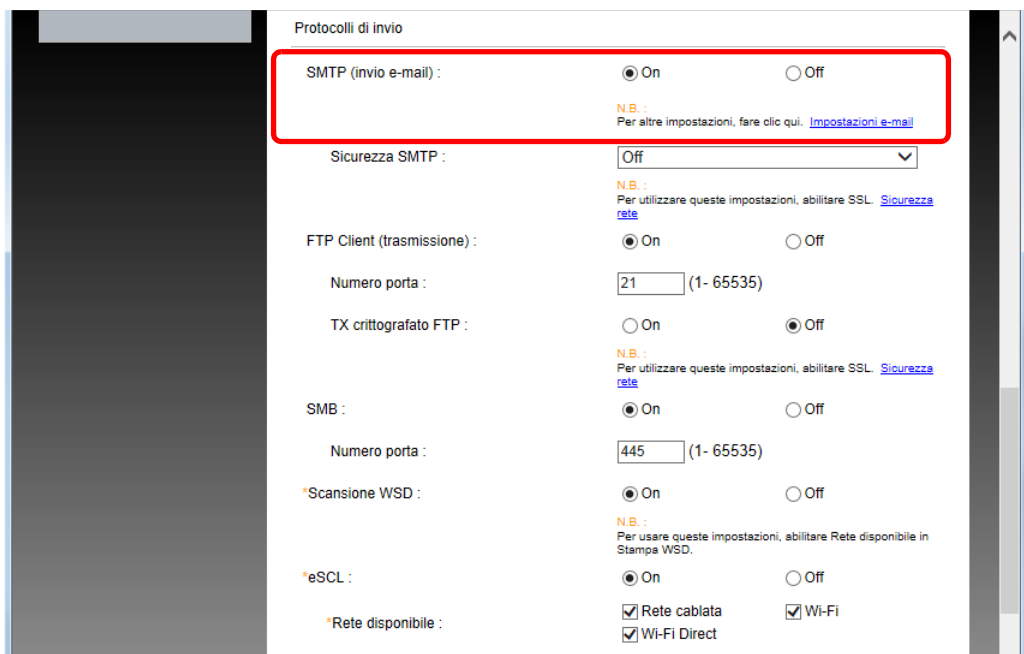 Protocolli di invio
SMTP (invio e-mail) : On Off
N.B. :
Per altre impostazioni, fare clic qui. Impostazioni e-mail
Sicurezza SMTP : Off
N.B. :
Per utilizzare queste impostazioni, abilitare SSL. Sicurezza
rete
FTP Client (trasmissione) : On Off
Numero porta : 21 (1- 65535)
TX crittografato FTP : On Off
N.B. :
Per utilizzare queste impostazioni, abilitare SSL. Sicurezza
rete
SMB : On Off
Numero porta : 445 (1- 65535)
*Scansione WSD : On Off
N.B. :
Per usare queste impostazioni, abilitare Rete disponibile in
Stampa WSD.
*eSCL : On Off
*Rete disponibile : Rete cablata Wi-Fi
Wi-Fi Direct